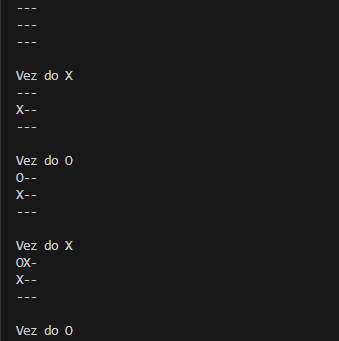 ---
---
---
Vez do X
---
X--
---
Vez do O
O--
X--
---
Vez do X
OX-
X--
---
Vez do O